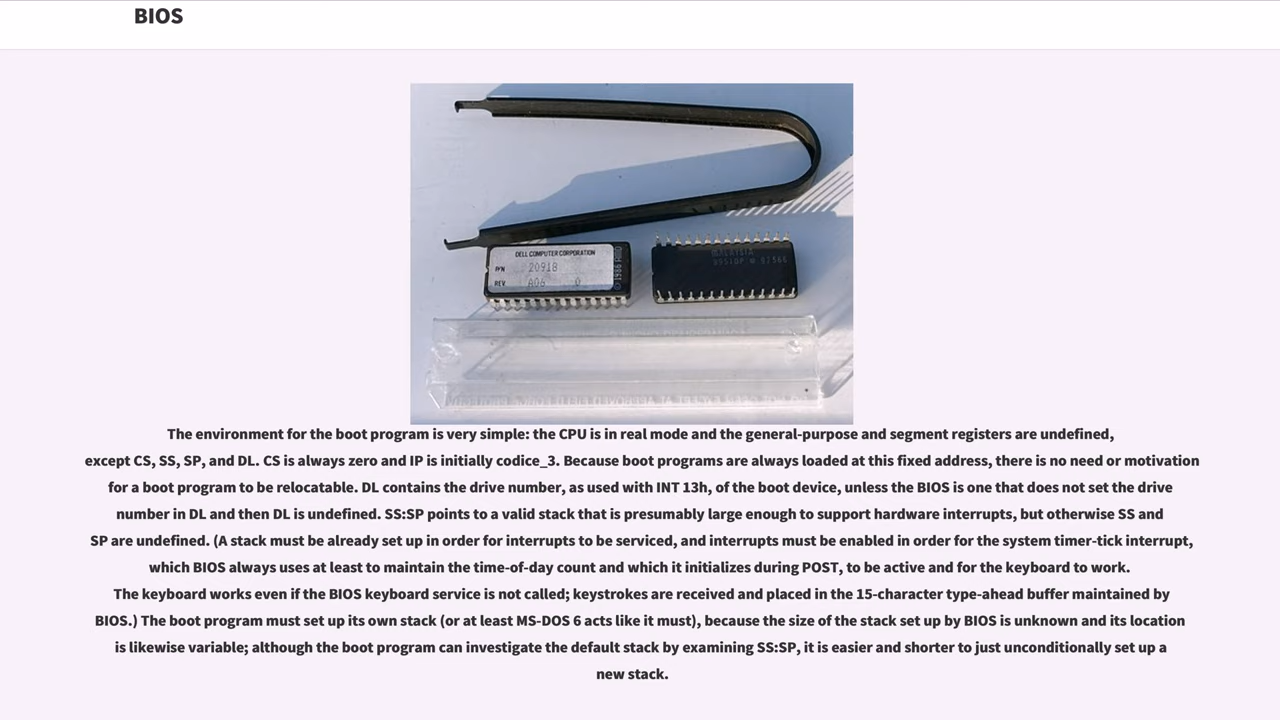 BIOS
DELL COMPUTER CORPORATION
P/N 20918
REV. A06
© 1986
The environment for the boot program is very simple: the CPU is in real mode and the general-purpose and segment registers are undefined,
except CS, SS, SP, and DL. CS is always zero and IP is initially codice_3. Because boot programs are always loaded at this fixed address, there is no need or motivation
for a boot program to be relocatable. DL contains the drive number, as used with INT 13h, of the boot device, unless the BIOS is one that does not set the drive
number in DL and then DL is undefined. SS:SP points to a valid stack that is presumably large enough to support hardware interrupts, but otherwise SS and
SP are undefined. (A stack must be already set up in order for interrupts to be serviced, and interrupts must be enabled in order for the system timer-tick interrupt,
which BIOS always uses at least to maintain the time-of-day count and which it initializes during POST, to be active and for the keyboard to work.
The keyboard works even if the BIOS keyboard service is not called; keystrokes are received and placed in the 15-character type-ahead buffer maintained by
BIOS.) The boot program must set up its own stack (or at least MS-DOS 6 acts like it must), because the size of the stack set up by BIOS is unknown and its location
is likewise variable; although the boot program can investigate the default stack by examining SS:SP, it is easier and shorter to just unconditionally set up a
new stack.